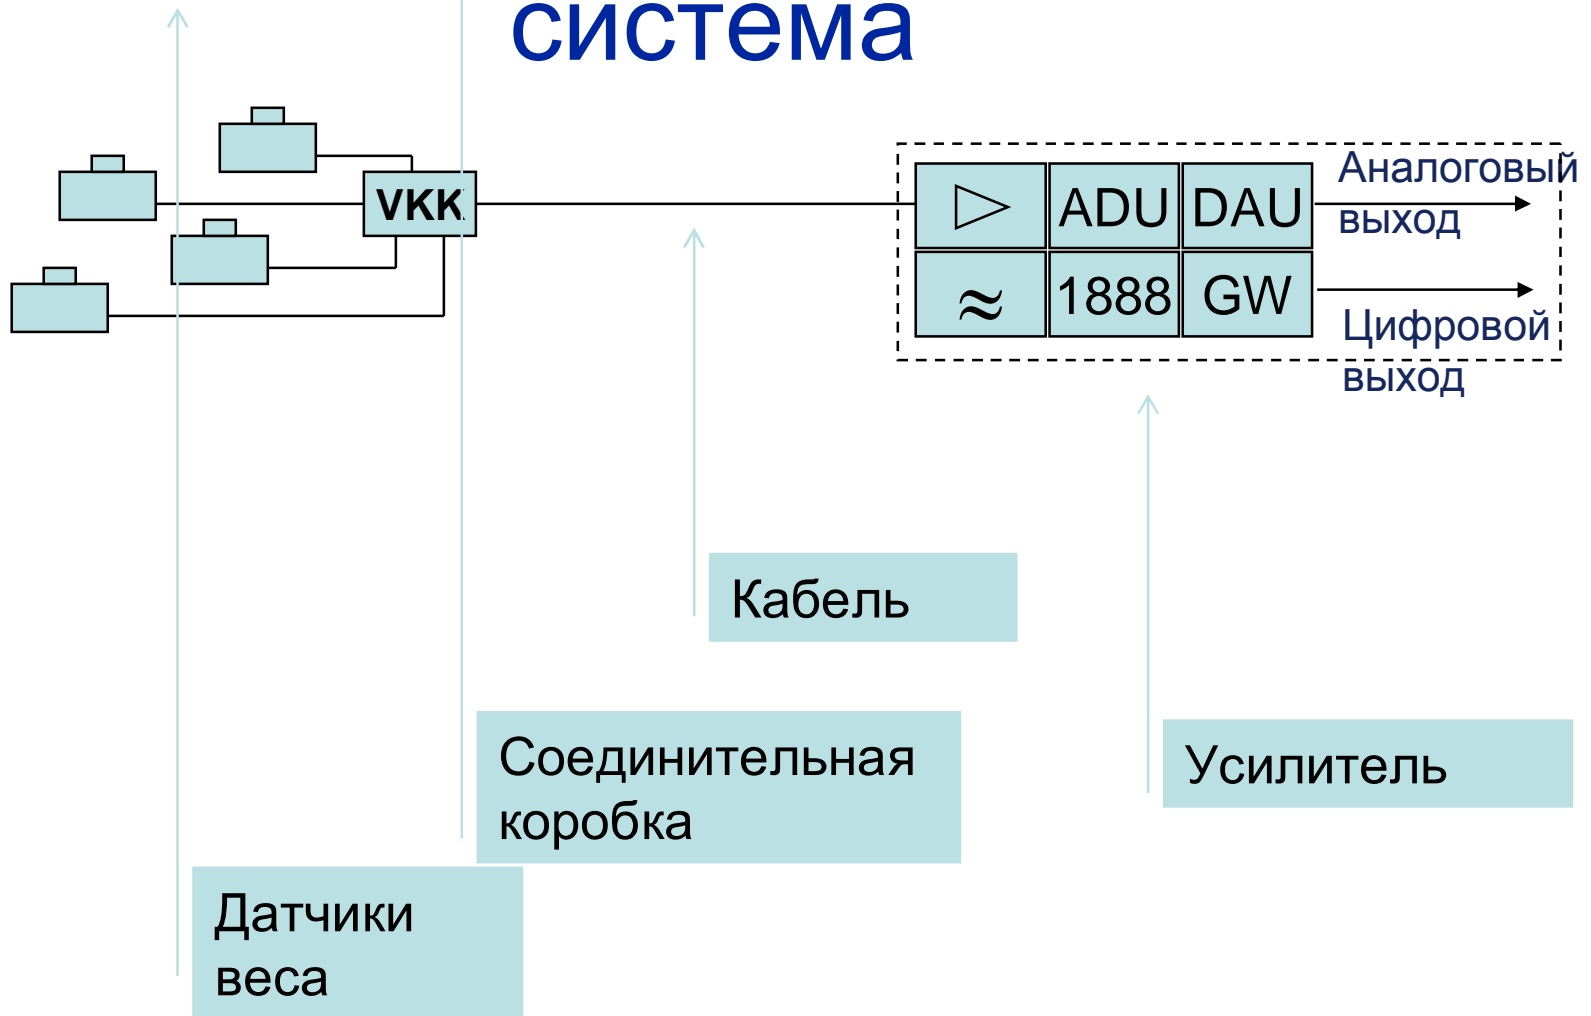 система
VKK
▷ ADU DAU
≈ 1888 GW
Аналоговый
выход
Цифровой
выход
Кабель
Соединительная
коробка
Усилитель
Датчики
веса